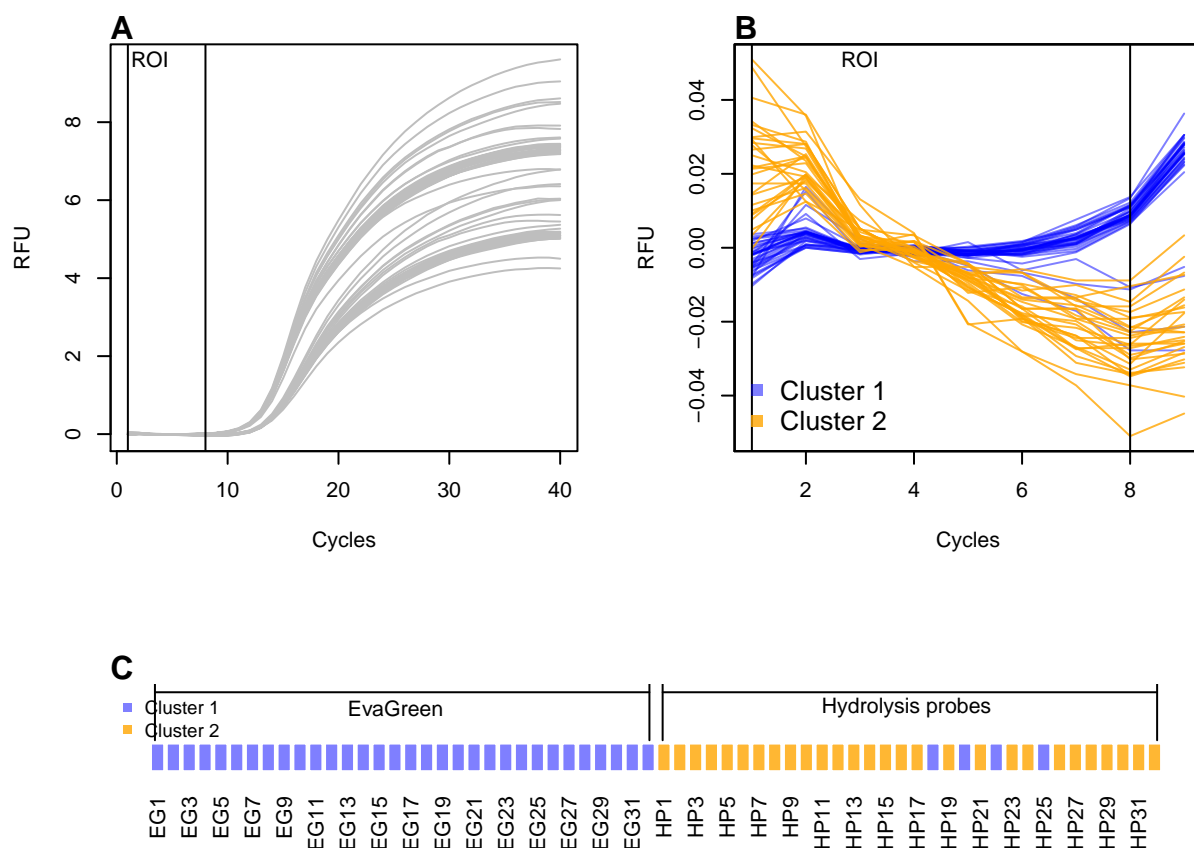 A
ROI
RFU
0 2 4 6 8
0 10 20 30 40
Cycles
B
ROI
RFU
−0.04 −0.02 0.00 0.02 0.04
Cluster 1
Cluster 2
2 4 6 8
Cycles
C
Cluster 1
Cluster 2
EvaGreen
Hydrolysis probes
EG1 EG3 EG5 EG7 EG9 EG11 EG13 EG15 EG17 EG19 EG21 EG23 EG25 EG27 EG29 EG31 HP1 HP3 HP5 HP7 HP9 HP11 HP13 HP15 HP17 HP19 HP21 HP23 HP25 HP27 HP29 HP31